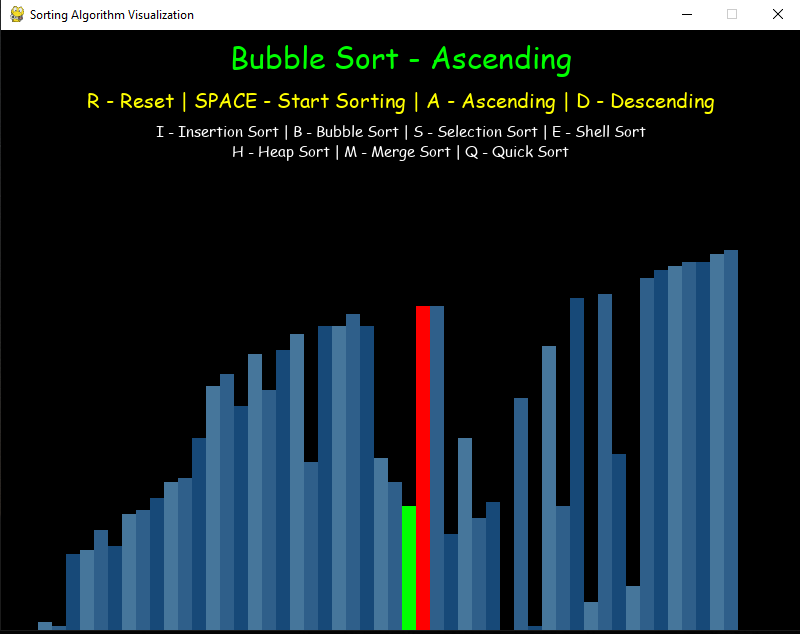 Sorting Algorithm Visualization
Bubble Sort - Ascending
R - Reset | SPACE - Start Sorting | A - Ascending | D - Descending
I - Insertion Sort | B - Bubble Sort | S - Selection Sort | E - Shell Sort
H - Heap Sort | M - Merge Sort | Q - Quick Sort